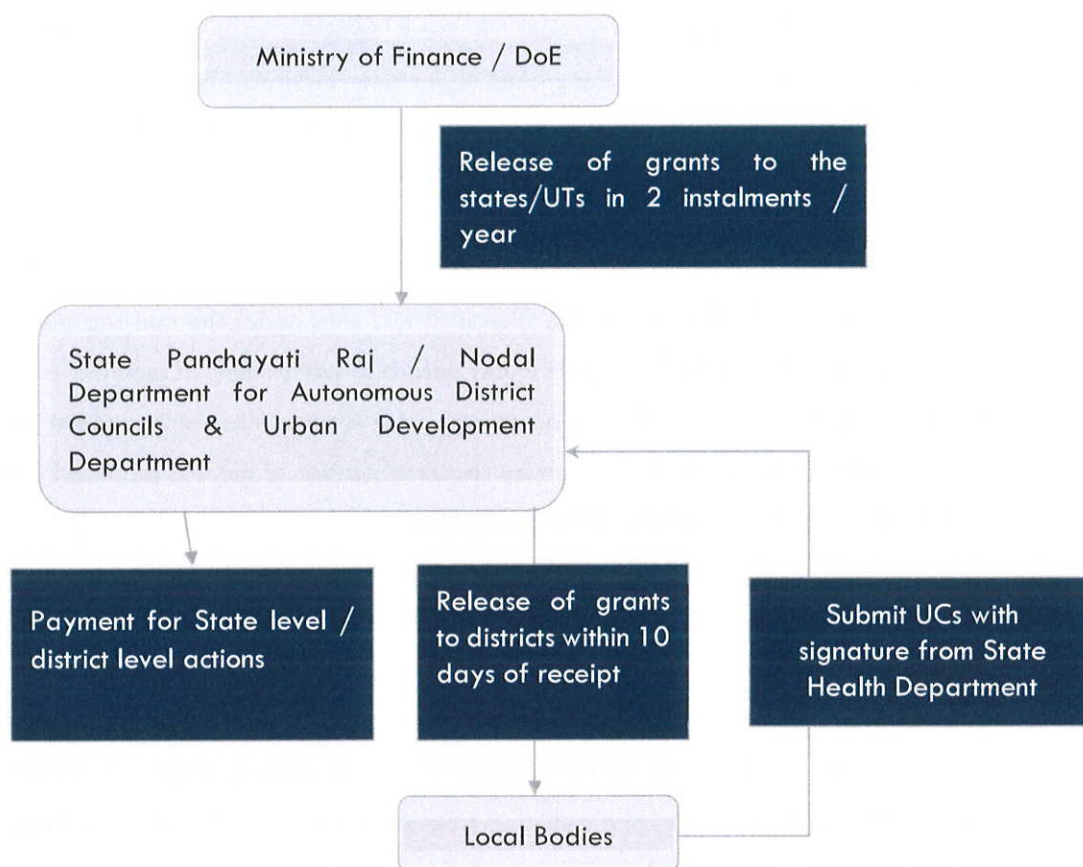 Ministry of Finance / DoE
Release of grants to the
states/UTs in 2 instalments /
year
State Panchayati Raj / Nodal
Department for Autonomous District
Councils & Urban Development
Department
Payment for State level /
district level actions
Release of grants
to districts within 10
days of receipt
Submit UCs with
signature from State
Health Department
Local Bodies